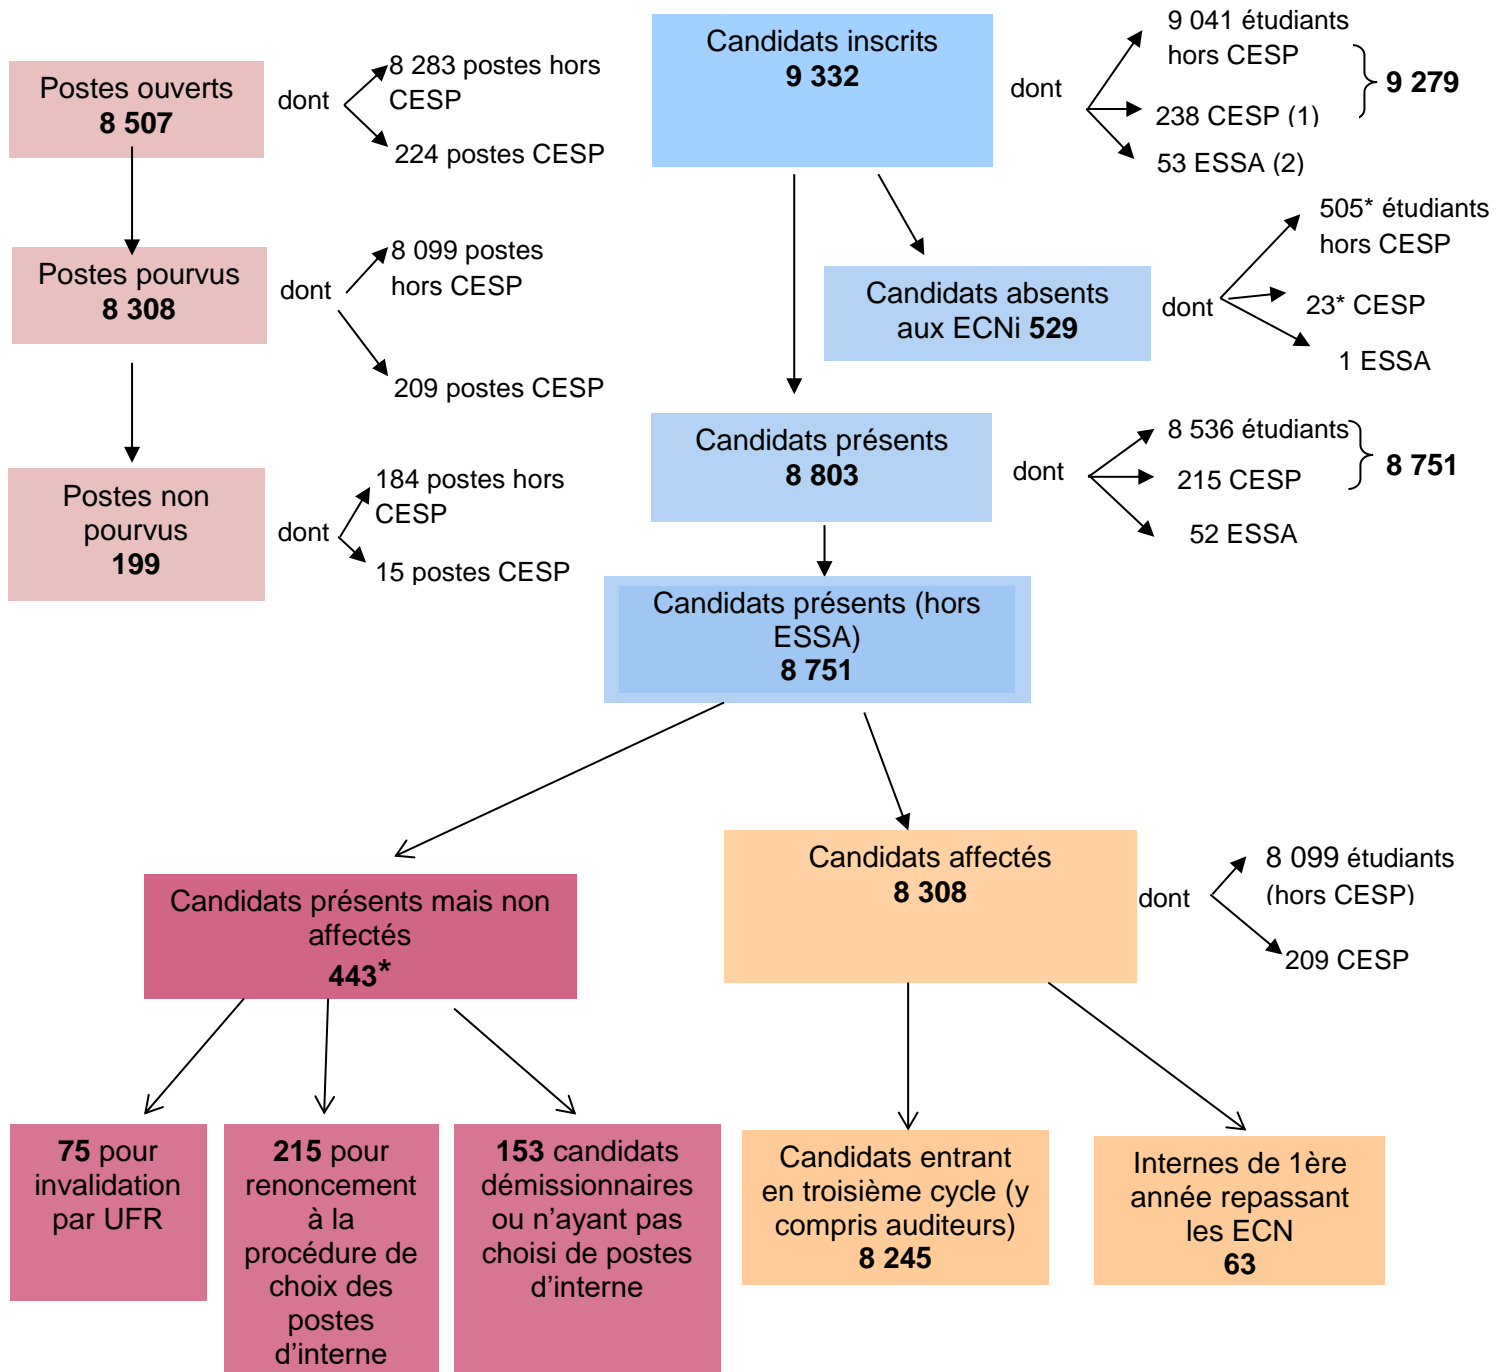 Postes ouverts
8 507
dont
8 283 postes hors
CESP
224 postes CESP
Postes pourvus
8 308
dont
8 099 postes
hors CESP
209 postes CESP
Postes non
pourvus
199
dont
184 postes hors
CESP
15 postes CESP
Candidats inscrits
9 332
dont
9 041 étudiants
hors CESP
238 CESP (1)
9 279
53 ESSA (2)
Candidats absents
aux ECNi 529
dont
505* étudiants
hors CESP
23* CESP
1 ESSA
Candidats présents
8 803
dont
8 536 étudiants
215 CESP
8 751
52 ESSA
Candidats présents (hors
ESSA)
8 751
Candidats présents mais non
affectés
443*
Candidats affectés
8 308
dont
8 099 étudiants
(hors CESP)
209 CESP
75 pour
invalidation
par UFR
215 pour
renoncement
à la
procédure de
choix des
postes
d’interne
153 candidats
démissionnaires
ou n’ayant pas
choisi de postes
d’interne
Candidats entrant
en troisième cycle (y
compris auditeurs)
8 245
Internes de 1ère
année repassant
les ECN
63